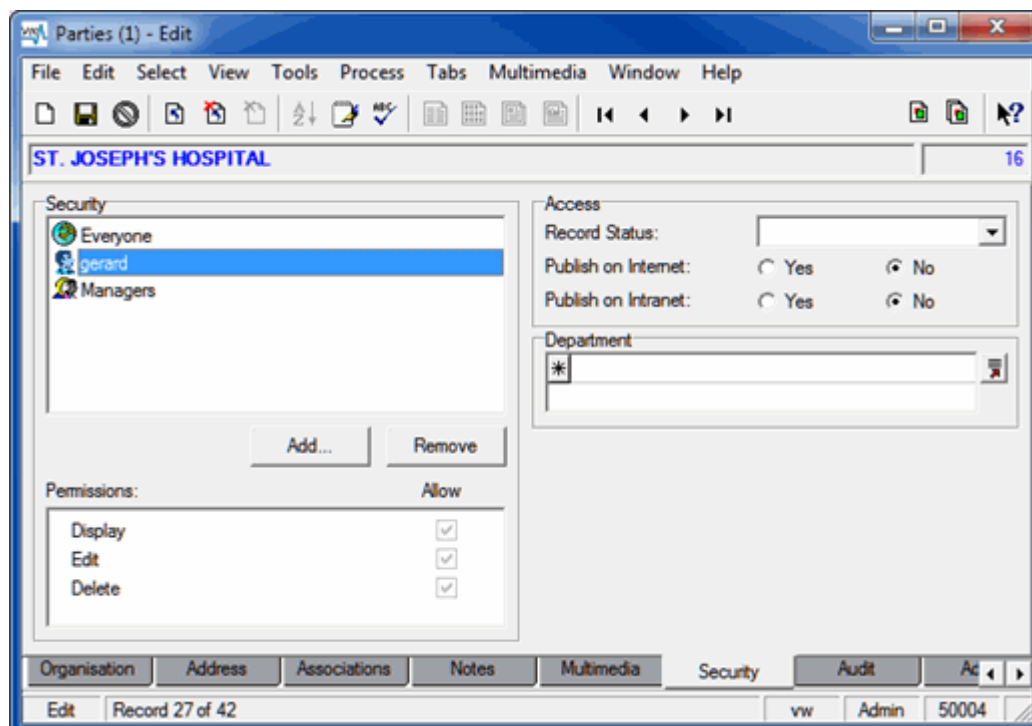 Parties (1) - Edit
File Edit Select View Tools Process Tabs Multimedia Window Help
ST. JOSEPH'S HOSPITAL 16
Security
Everyone
gerard
Managers
Add... Remove
Permissions: Allow
Display
Edit
Delete
Access
Record Status:
Publish on Internet: Yes No
Publish on Intranet: Yes No
Department
Organisation Address Associations Notes Multimedia Security Audit
Edit Record 27 of 42 vw Admin 50004